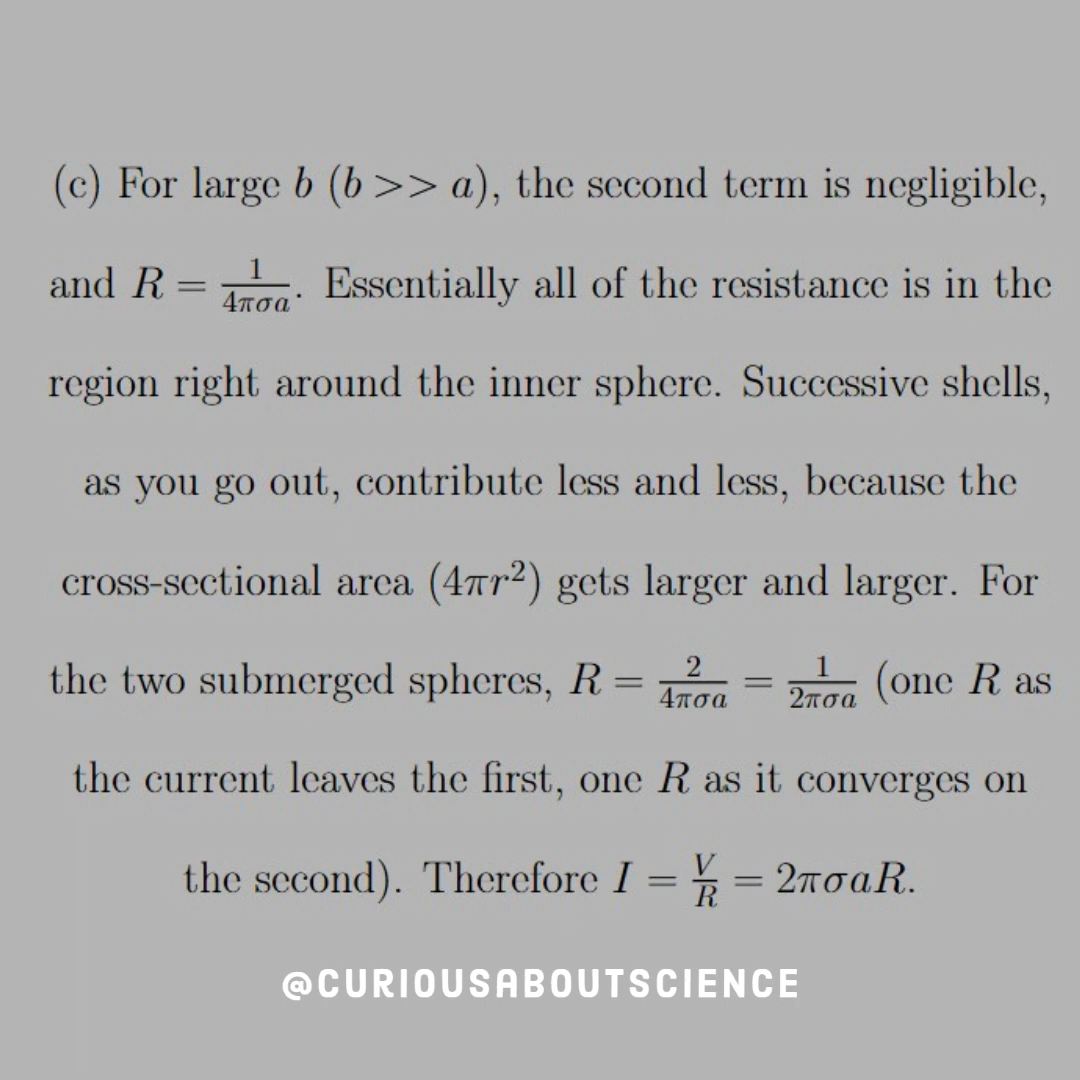 (c) For large b (b >> a), the second term is negligible,
and R = 1/4πσa. Essentially all of the resistance is in the
region right around the inner sphere. Successive shells,
as you go out, contribute less and less, because the
cross-sectional area (4πr²) gets larger and larger. For
the two submerged spheres, R = 2/4πσa = 1/2πσa (one R as
the current leaves the first, one R as it converges on
the second). Therefore I = V/R = 2πσaR.
@CURIOUSABOUTSCIENCE